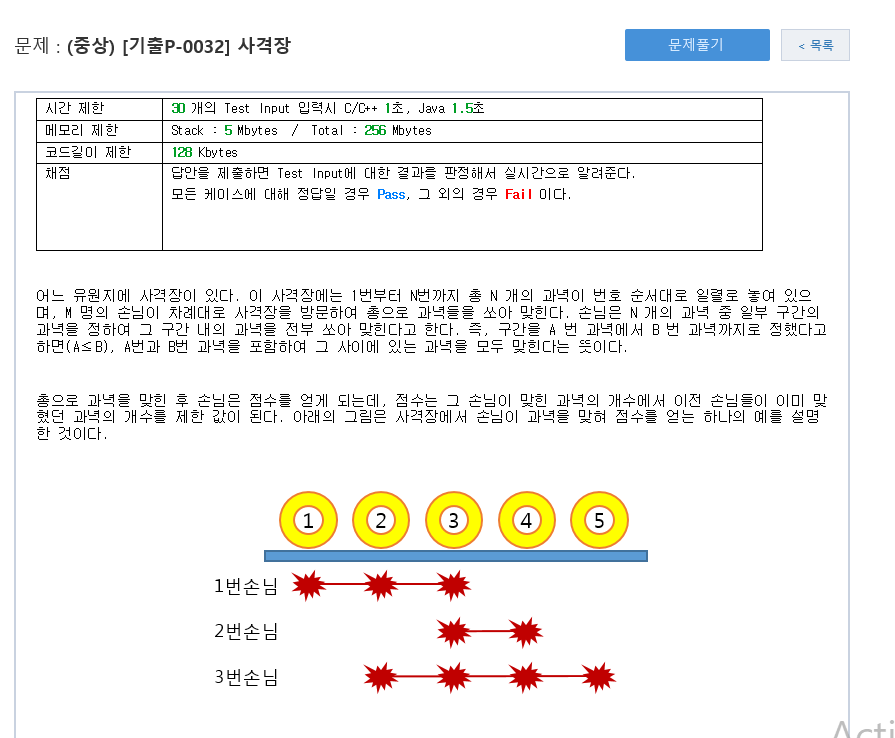 문제 : (중상) [기출P-0032] 사격장
문제풀기
< 목록
시간 제한 30 개의 Test Input 입력시 C/C++ 1초, Java 1.5초
메모리 제한 Stack : 5 Mbytes / Total : 256 Mbytes
코드길이 제한 128 Kbytes
채점 답안을 제출하면 Test Input에 대한 결과를 판정해서 실시간으로 알려준다.
모든 케이스에 대해 정답일 경우 Pass, 그 외의 경우 Fail 이다.
어느 유원지에 사격장이 있다. 이 사격장에는 1번부터 N번까지 총 N 개의 과녁이 번호 순서대로 일렬로 놓여 있으
며, M 명의 손님이 차례대로 사격장을 방문하여 총으로 과녁들을 쏘아 맞힌다. 손님은 N 개의 과녁 중 일부 구간의
과녁을 정하여 그 구간 내의 과녁을 전부 쏘아 맞힌다고 한다. 즉, 구간을 A 번 과녁에서 B 번 과녁까지로 정했다고
하면(A≤B), A번과 B번 과녁을 포함하여 그 사이에 있는 과녁을 모두 맞힌다는 뜻이다.
총으로 과녁을 맞힌 후 손님은 점수를 얻게 되는데, 점수는 그 손님이 맞힌 과녁의 개수에서 이전 손님들이 이미 맞
혔던 과녁의 개수를 제한 값이 된다. 아래의 그림은 사격장에서 손님이 과녁을 맞혀 점수를 얻는 하나의 예를 설명
한 것이다.
1 2 3 4 5
1번손님
2번손님
3번손님